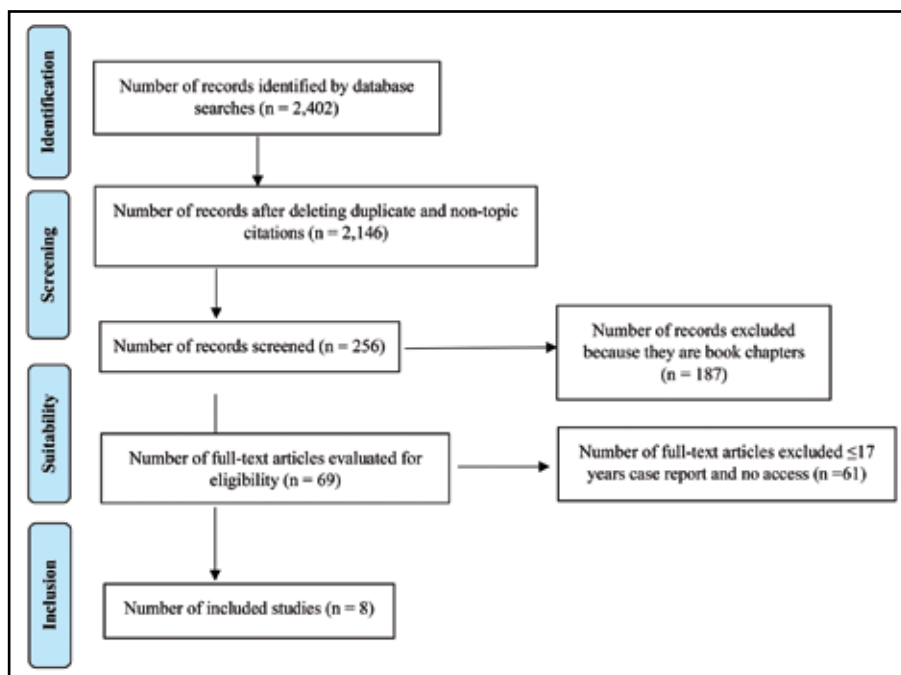 Identification
Number of records identified by database
searches (n = 2,402)
Screening
Number of records after deleting duplicate and non-topic
citations (n = 2,146)
Number of records screened (n = 256)
Number of records excluded
because they are book chapters
(n = 187)
Suitability
Number of full-text articles evaluated for
eligibility (n = 69)
Number of full-text articles excluded ≤17
years case report and no access (n =61)
Inclusion
Number of included studies (n = 8)